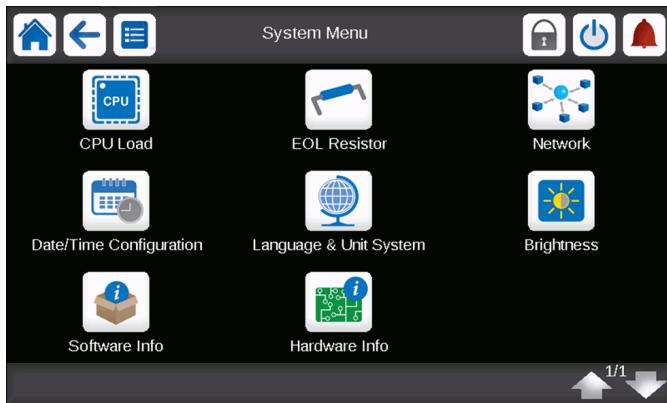 System Menu
CPU
CPU Load
EOL Resistor
Network
Date/Time Configuration
Language & Unit System
Brightness
i
Software Info
i
Hardware Info
1/1